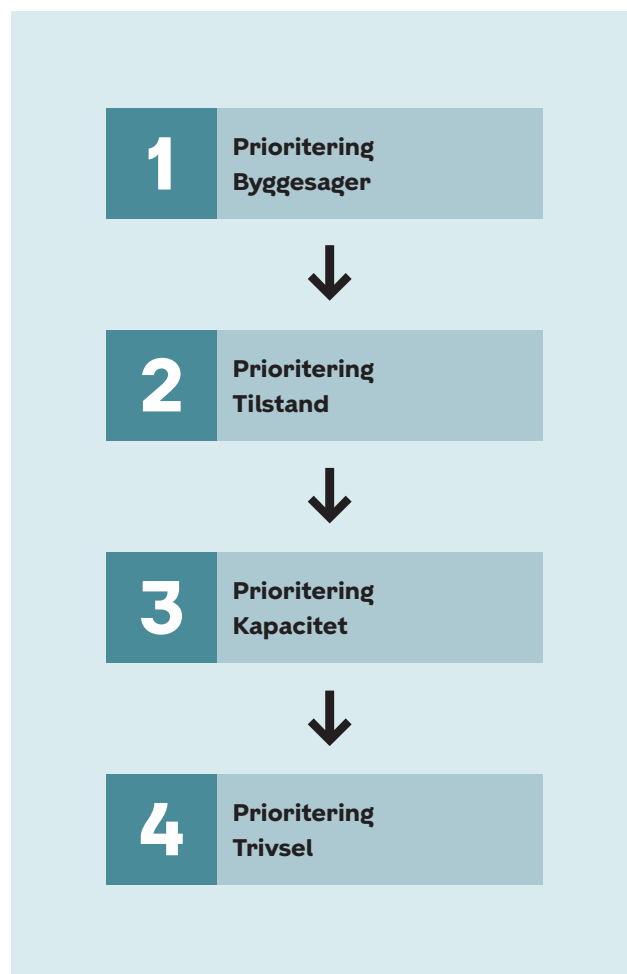 1
Prioritering
Byggesager
2
Prioritering
Tilstand
3
Prioritering
Kapacitet
4
Prioritering
Trivsel